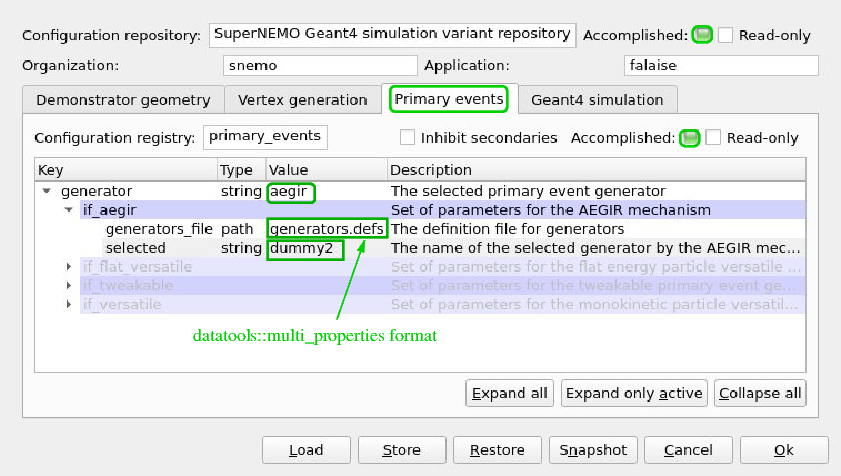 Configuration repository: SuperNEMO Geant4 simulation variant repository Accomplished: Read-only
Organization: snemo Application: falaise
Demonstrator geometry Vertex generation Primary events Geant4 simulation
Configuration registry: primary_events Inhibit secondaries Accomplished: Read-only
Key Type Value Description
generator string aegir The selected primary event generator
if_aegir Set of parameters for the AEGIR mechanism
generators_file path generators.defs The definition file for generators
selected string dummy2 The name of the selected generator by the AEGIR mec...
if_flat_versatile Set of parameters for the flat energy particle versatile ...
if_tweakable Set of parameters for the tweakable primary event ge...
if_versatile Set of parameters for the monokinetic particle versatil...
datatools::multi_properties format
Expand all Expand only active Collapse all
Load Store Restore Snapshot Cancel Ok